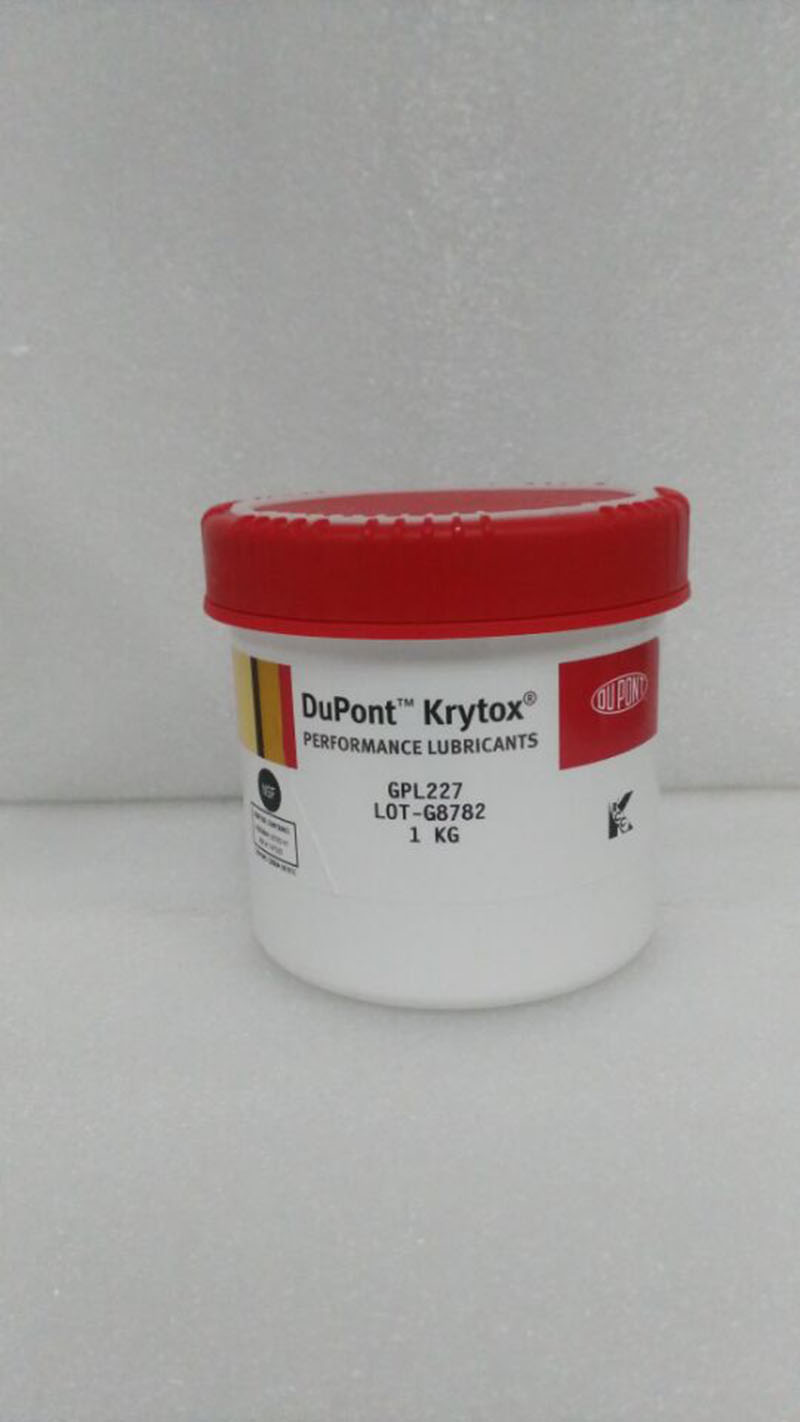 DuPont™ Krytox®
PERFORMANCE LUBRICANTS
DUPONT
NSF
GPL227
LOT-G8782
1 KG